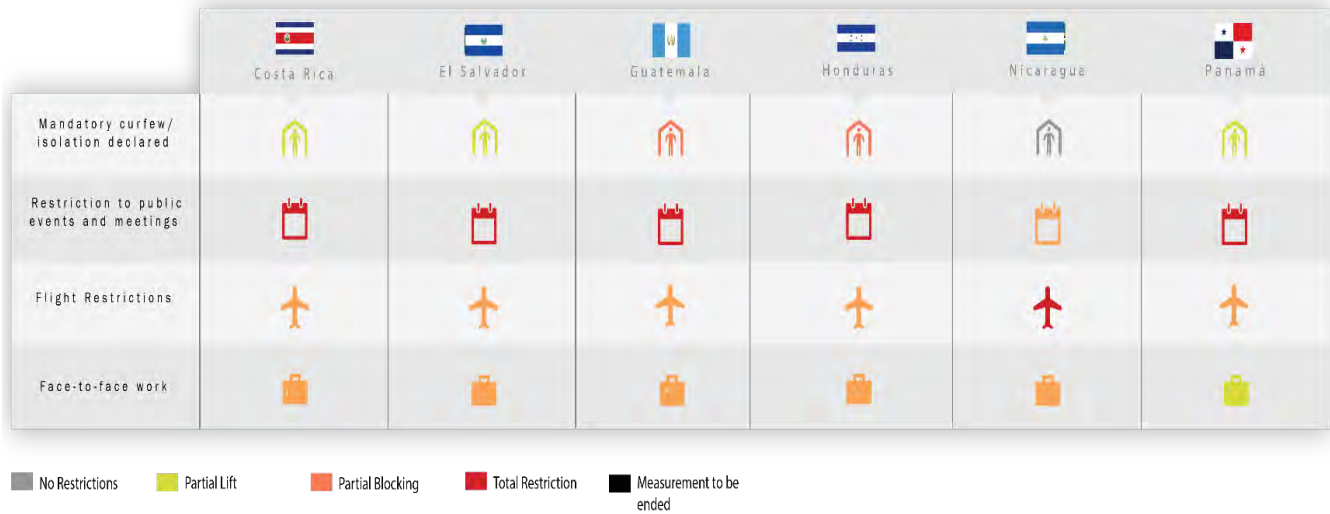 Costa Rica
El Salvador
Guatemala
Honduras
Nicaragua
Panamá
Mandatory curfew/
isolation declared
Restriction to public
events and meetings
Flight Restrictions
Face-to-face work
No Restrictions
Partial Lift
Partial Blocking
Total Restriction
Measurement to be
ended